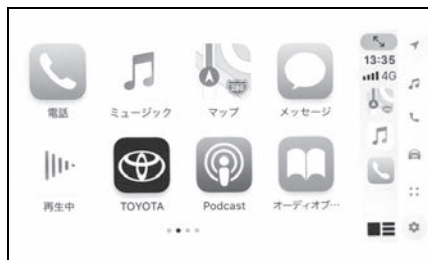 電話
ミュージック
マップ
280
メッセージ
再生中
TOYOTA
Podcast
オーディオブ…
13:35
4G